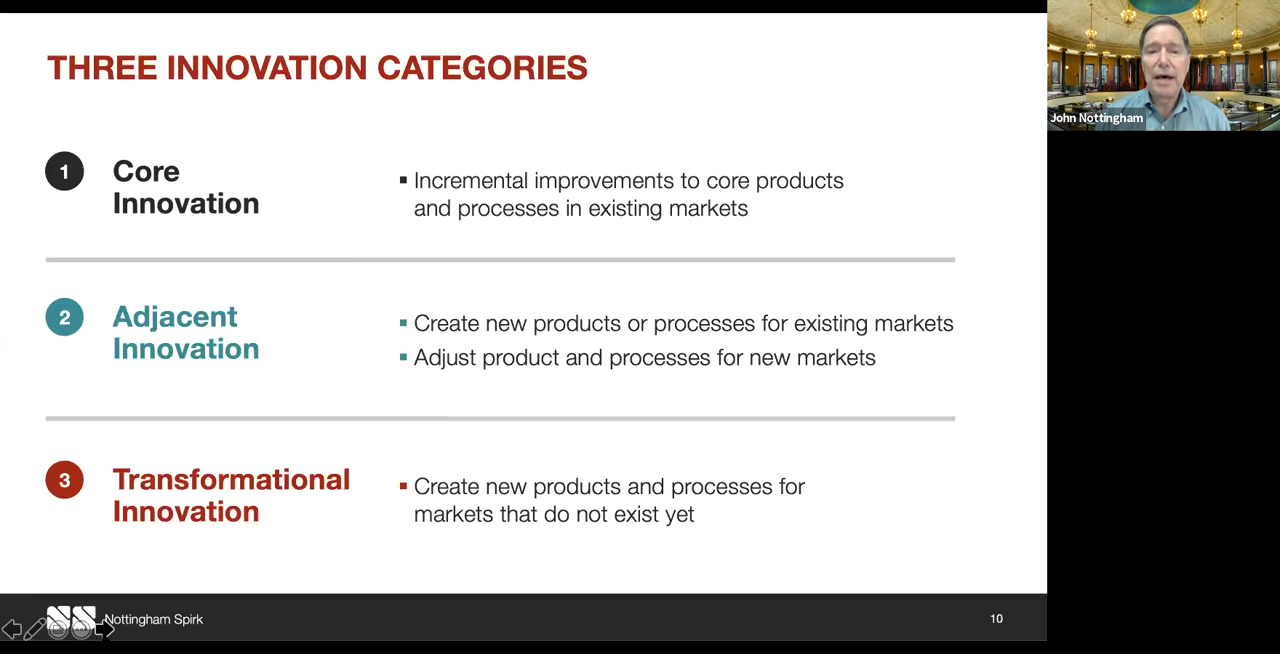 THREE INNOVATION CATEGORIES
John Nottingham
1
Core
Innovation
Incremental improvements to core products
and processes in existing markets
2
Adjacent
Innovation
Create new products or processes for existing markets
Adjust product and processes for new markets
3
Transformational
Innovation
Create new products and processes for
markets that do not exist yet
Nottingham Spirk
10